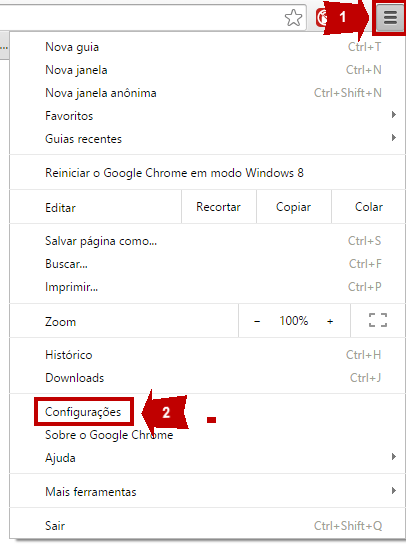 1
Nova guia Ctrl+T
Nova janela Ctrl+N
Nova janela anônima Ctrl+Shift+N
Favoritos
Guias recentes
Reiniciar o Google Chrome em modo Windows 8
Editar Recortar Copiar Colar
Salvar página como... Ctrl+S
Buscar... Ctrl+F
Imprimir... Ctrl+P
Zoom − 100% +
Histórico Ctrl+H
Downloads Ctrl+J
Configurações 2
Sobre o Google Chrome
Ajuda
Mais ferramentas
Sair Ctrl+Shift+Q